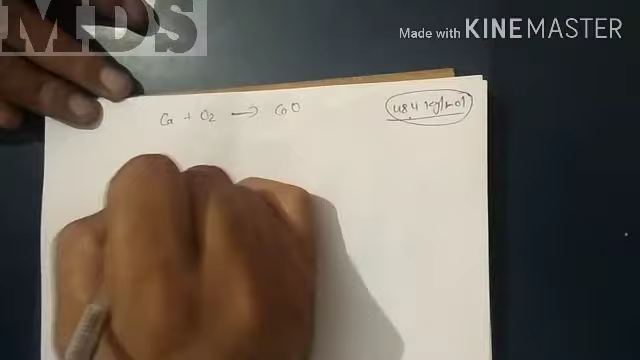 MDS
Made with KINEMASTER
Ca + O2 → CaO
484 KJ/mol